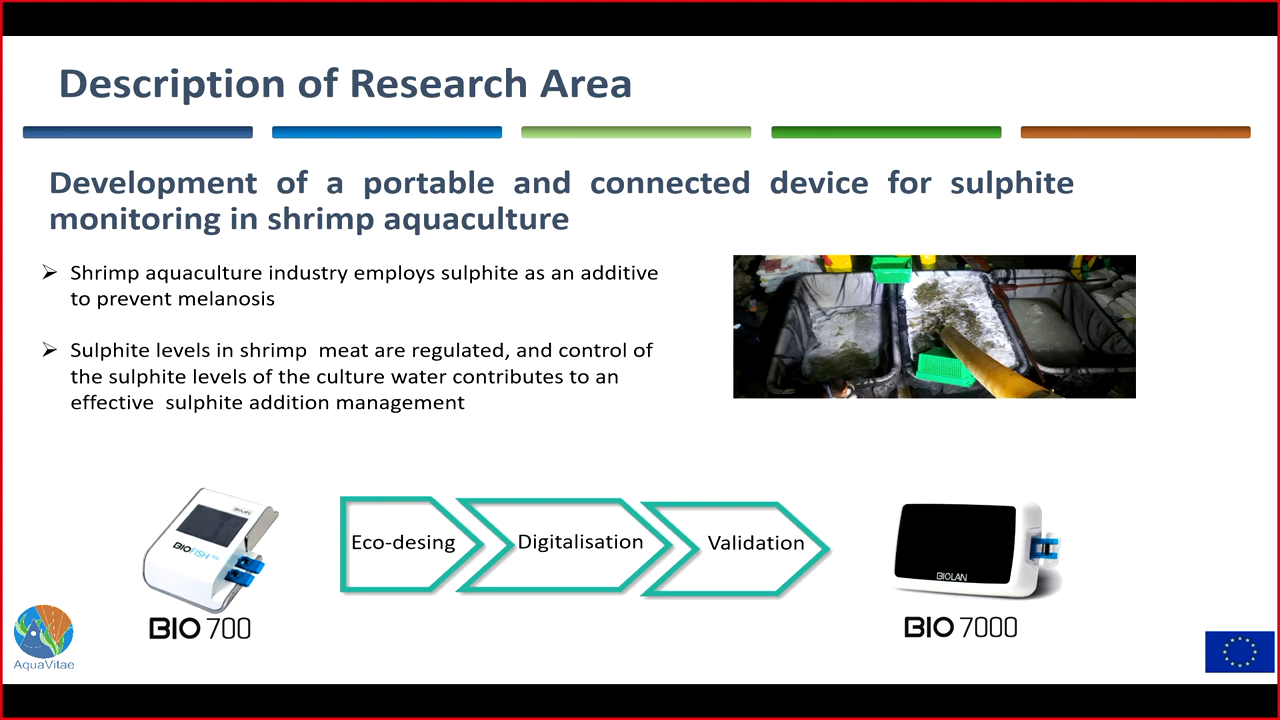 Description of Research Area
Development of a portable and connected device for sulphite
monitoring in shrimp aquaculture
➢ Shrimp aquaculture industry employs sulphite as an additive
to prevent melanosis
➢ Sulphite levels in shrimp meat are regulated, and control of
the sulphite levels of the culture water contributes to an
effective sulphite addition management
BIOLAN
BIOFISH
Eco-desing
Digitalisation
Validation
BIOLAN
BIO 700
BIO 7000
AquaVitae